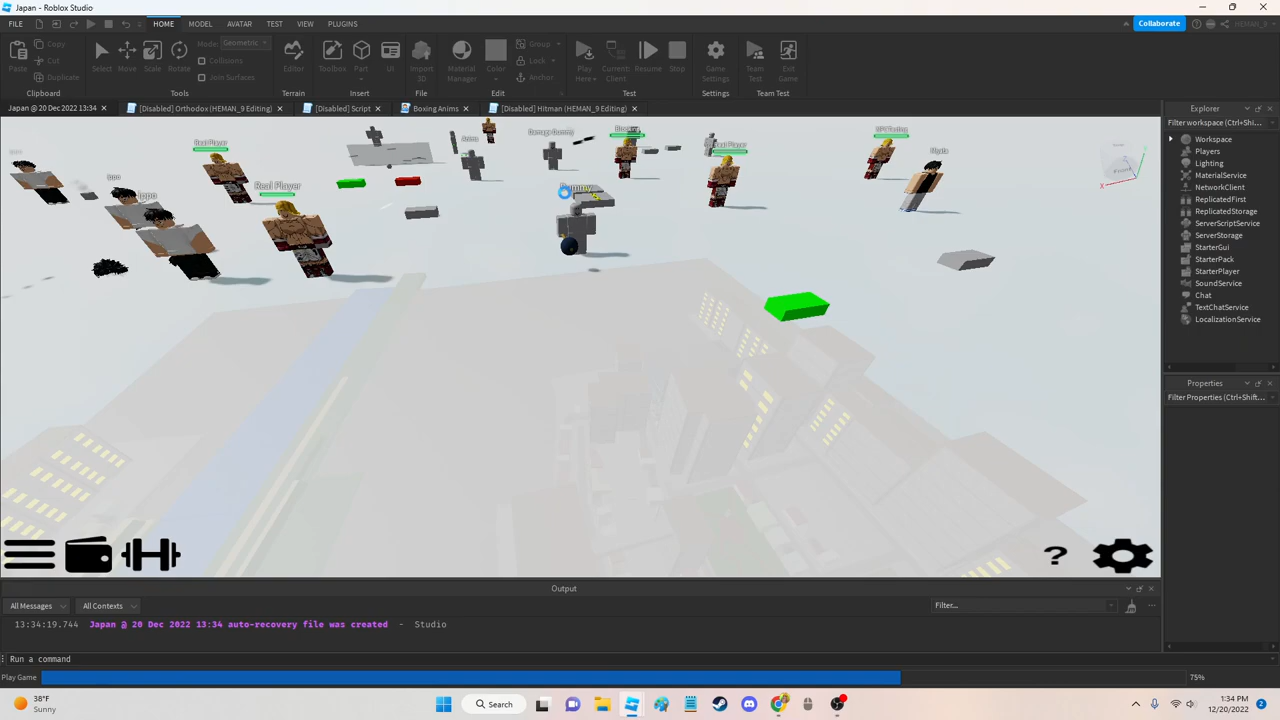 Japan - Roblox Studio
FILE HOME MODEL AVATAR TEST VIEW PLUGINS Collaborate HEMAN_9
Paste Copy Cut Duplicate Select Move Scale Rotate Mode: Geometric Collisions Join Surfaces Editor Toolbox Part UI Import 3D Material Manager Color Group Lock Anchor Play Here Current: Client Resume Stop Game Settings Team Test Exit Game
Clipboard Tools Terrain Insert File Edit Test Settings Team Test
Japan @ 20 Dec 2022 13:34 [Disabled] Orthodox (HEMAN_9 Editing) [Disabled] Script Boxing Anims [Disabled] Hitman (HEMAN_9 Editing)
Explorer
Filter workspace (Ctrl+Shi...
Workspace
Players
Lighting
MaterialService
NetworkClient
ReplicatedFirst
ReplicatedStorage
ServerScriptService
ServerStorage
StarterGui
StarterPack
StarterPlayer
SoundService
Chat
TextChatService
LocalizationService
Properties
Filter Properties (Ctrl+Shift...
Real Player
Damage Dummy
Real Player
Ippo
Ippo
Real Player
Dummy
?
Output
All Messages All Contexts Filter...
13:34:19.744 Japan @ 20 Dec 2022 13:34 auto-recovery file was created - Studio
Run a command
Play Game 75%
38°F
Sunny
Search
1:34 PM
12/20/2022